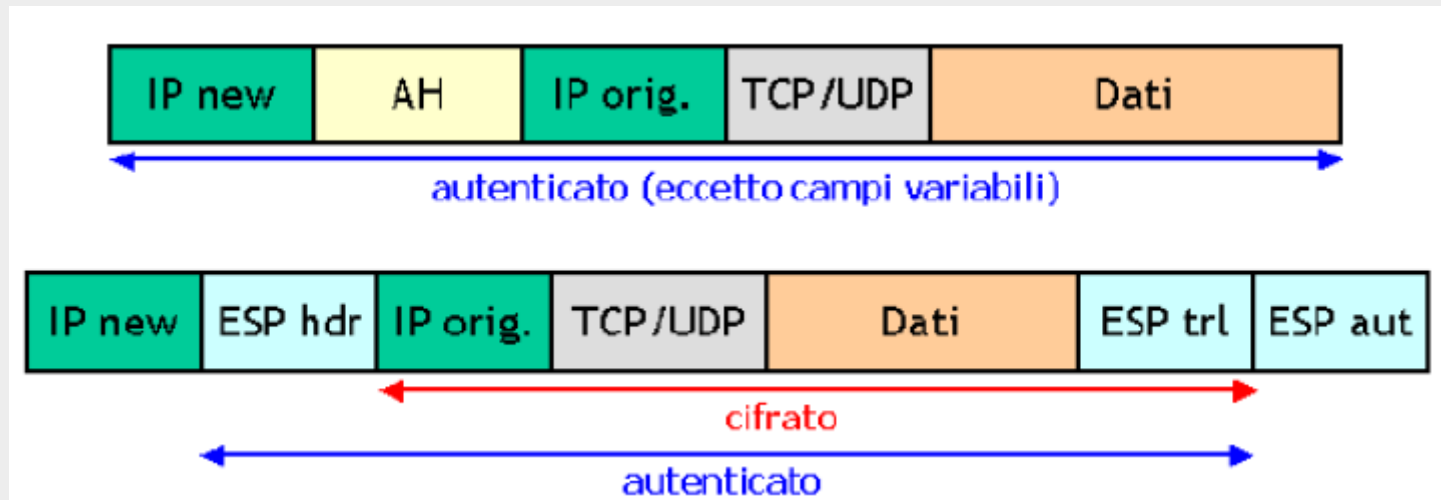 IP new AH IP orig. TCP/UDP Dati
autenticato (eccetto campi variabili)
IP new ESP hdr IP orig. TCP/UDP Dati ESP trl ESP aut
cifrato
autenticato